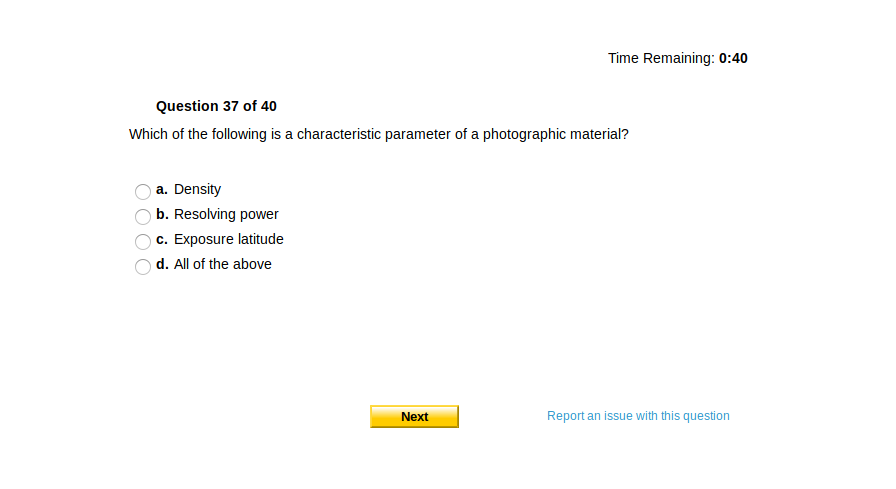 Time Remaining: 0:40
Question 37 of 40
Which of the following is a characteristic parameter of a photographic material?
a. Density
b. Resolving power
c. Exposure latitude
d. All of the above
Next
Report an issue with this question